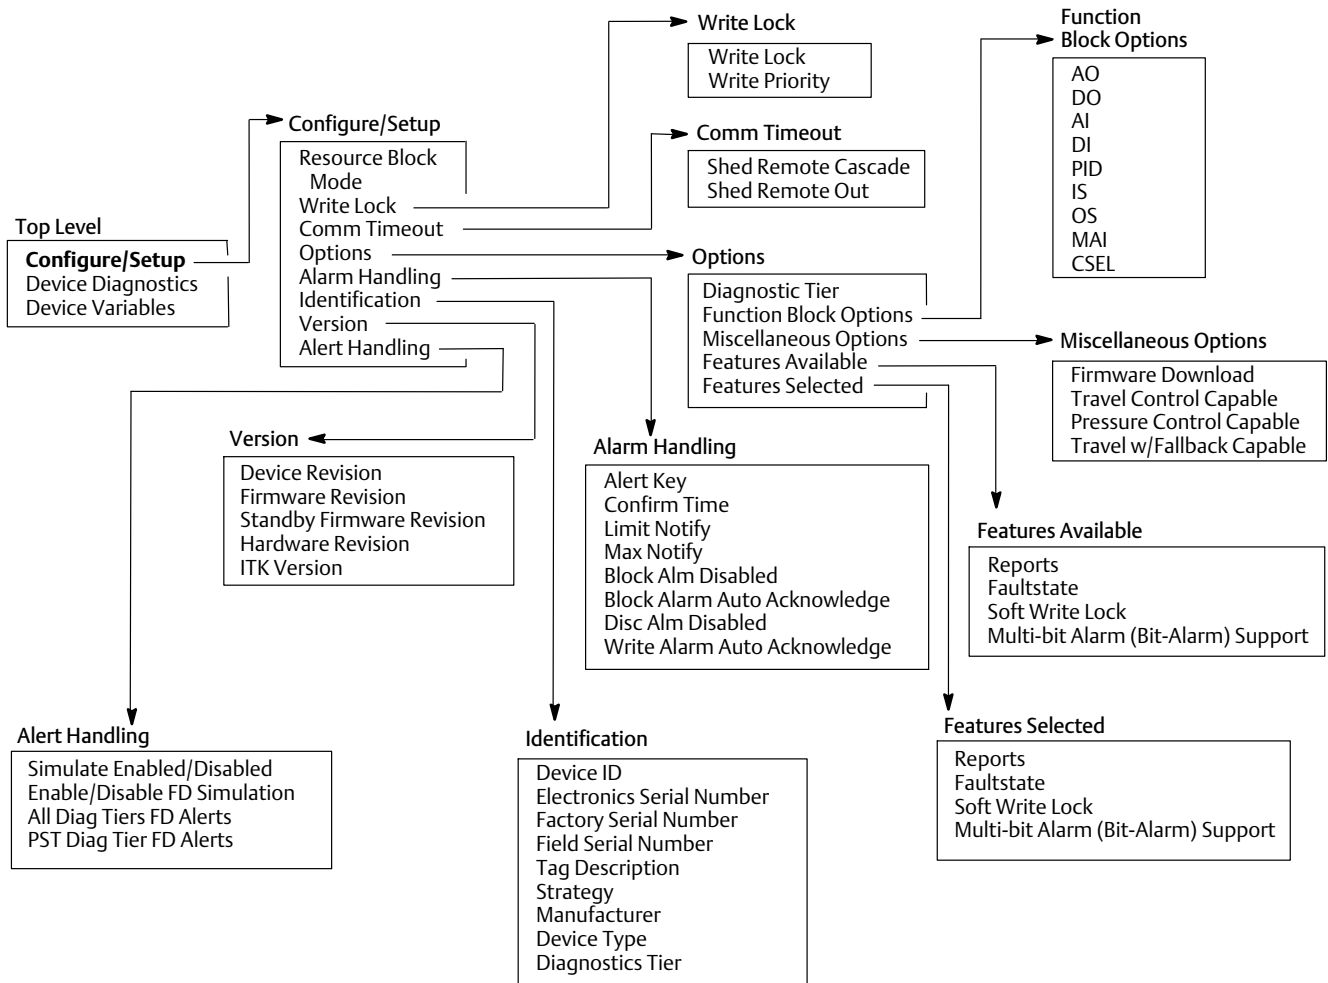 Write Lock
Write Lock
Write Priority
Function
Block Options
AO
DO
AI
DI
PID
IS
OS
MAI
CSEL
Configure/Setup
Resource Block
Mode
Write Lock
Comm Timeout
Options
Alarm Handling
Identification
Version
Alert Handling
Comm Timeout
Shed Remote Cascade
Shed Remote Out
Top Level
Configure/Setup
Device Diagnostics
Device Variables
Options
Diagnostic Tier
Function Block Options
Miscellaneous Options
Features Available
Features Selected
Miscellaneous Options
Firmware Download
Travel Control Capable
Pressure Control Capable
Travel w/Fallback Capable
Version
Device Revision
Firmware Revision
Standby Firmware Revision
Hardware Revision
ITK Version
Alarm Handling
Alert Key
Confirm Time
Limit Notify
Max Notify
Block Alm Disabled
Block Alarm Auto Acknowledge
Disc Alm Disabled
Write Alarm Auto Acknowledge
Features Available
Reports
Faultstate
Soft Write Lock
Multi-bit Alarm (Bit-Alarm) Support
Alert Handling
Simulate Enabled/Disabled
Enable/Disable FD Simulation
All Diag Tiers FD Alerts
PST Diag Tier FD Alerts
Identification
Device ID
Electronics Serial Number
Factory Serial Number
Field Serial Number
Tag Description
Strategy
Manufacturer
Device Type
Diagnostics Tier
Features Selected
Reports
Faultstate
Soft Write Lock
Multi-bit Alarm (Bit-Alarm) Support